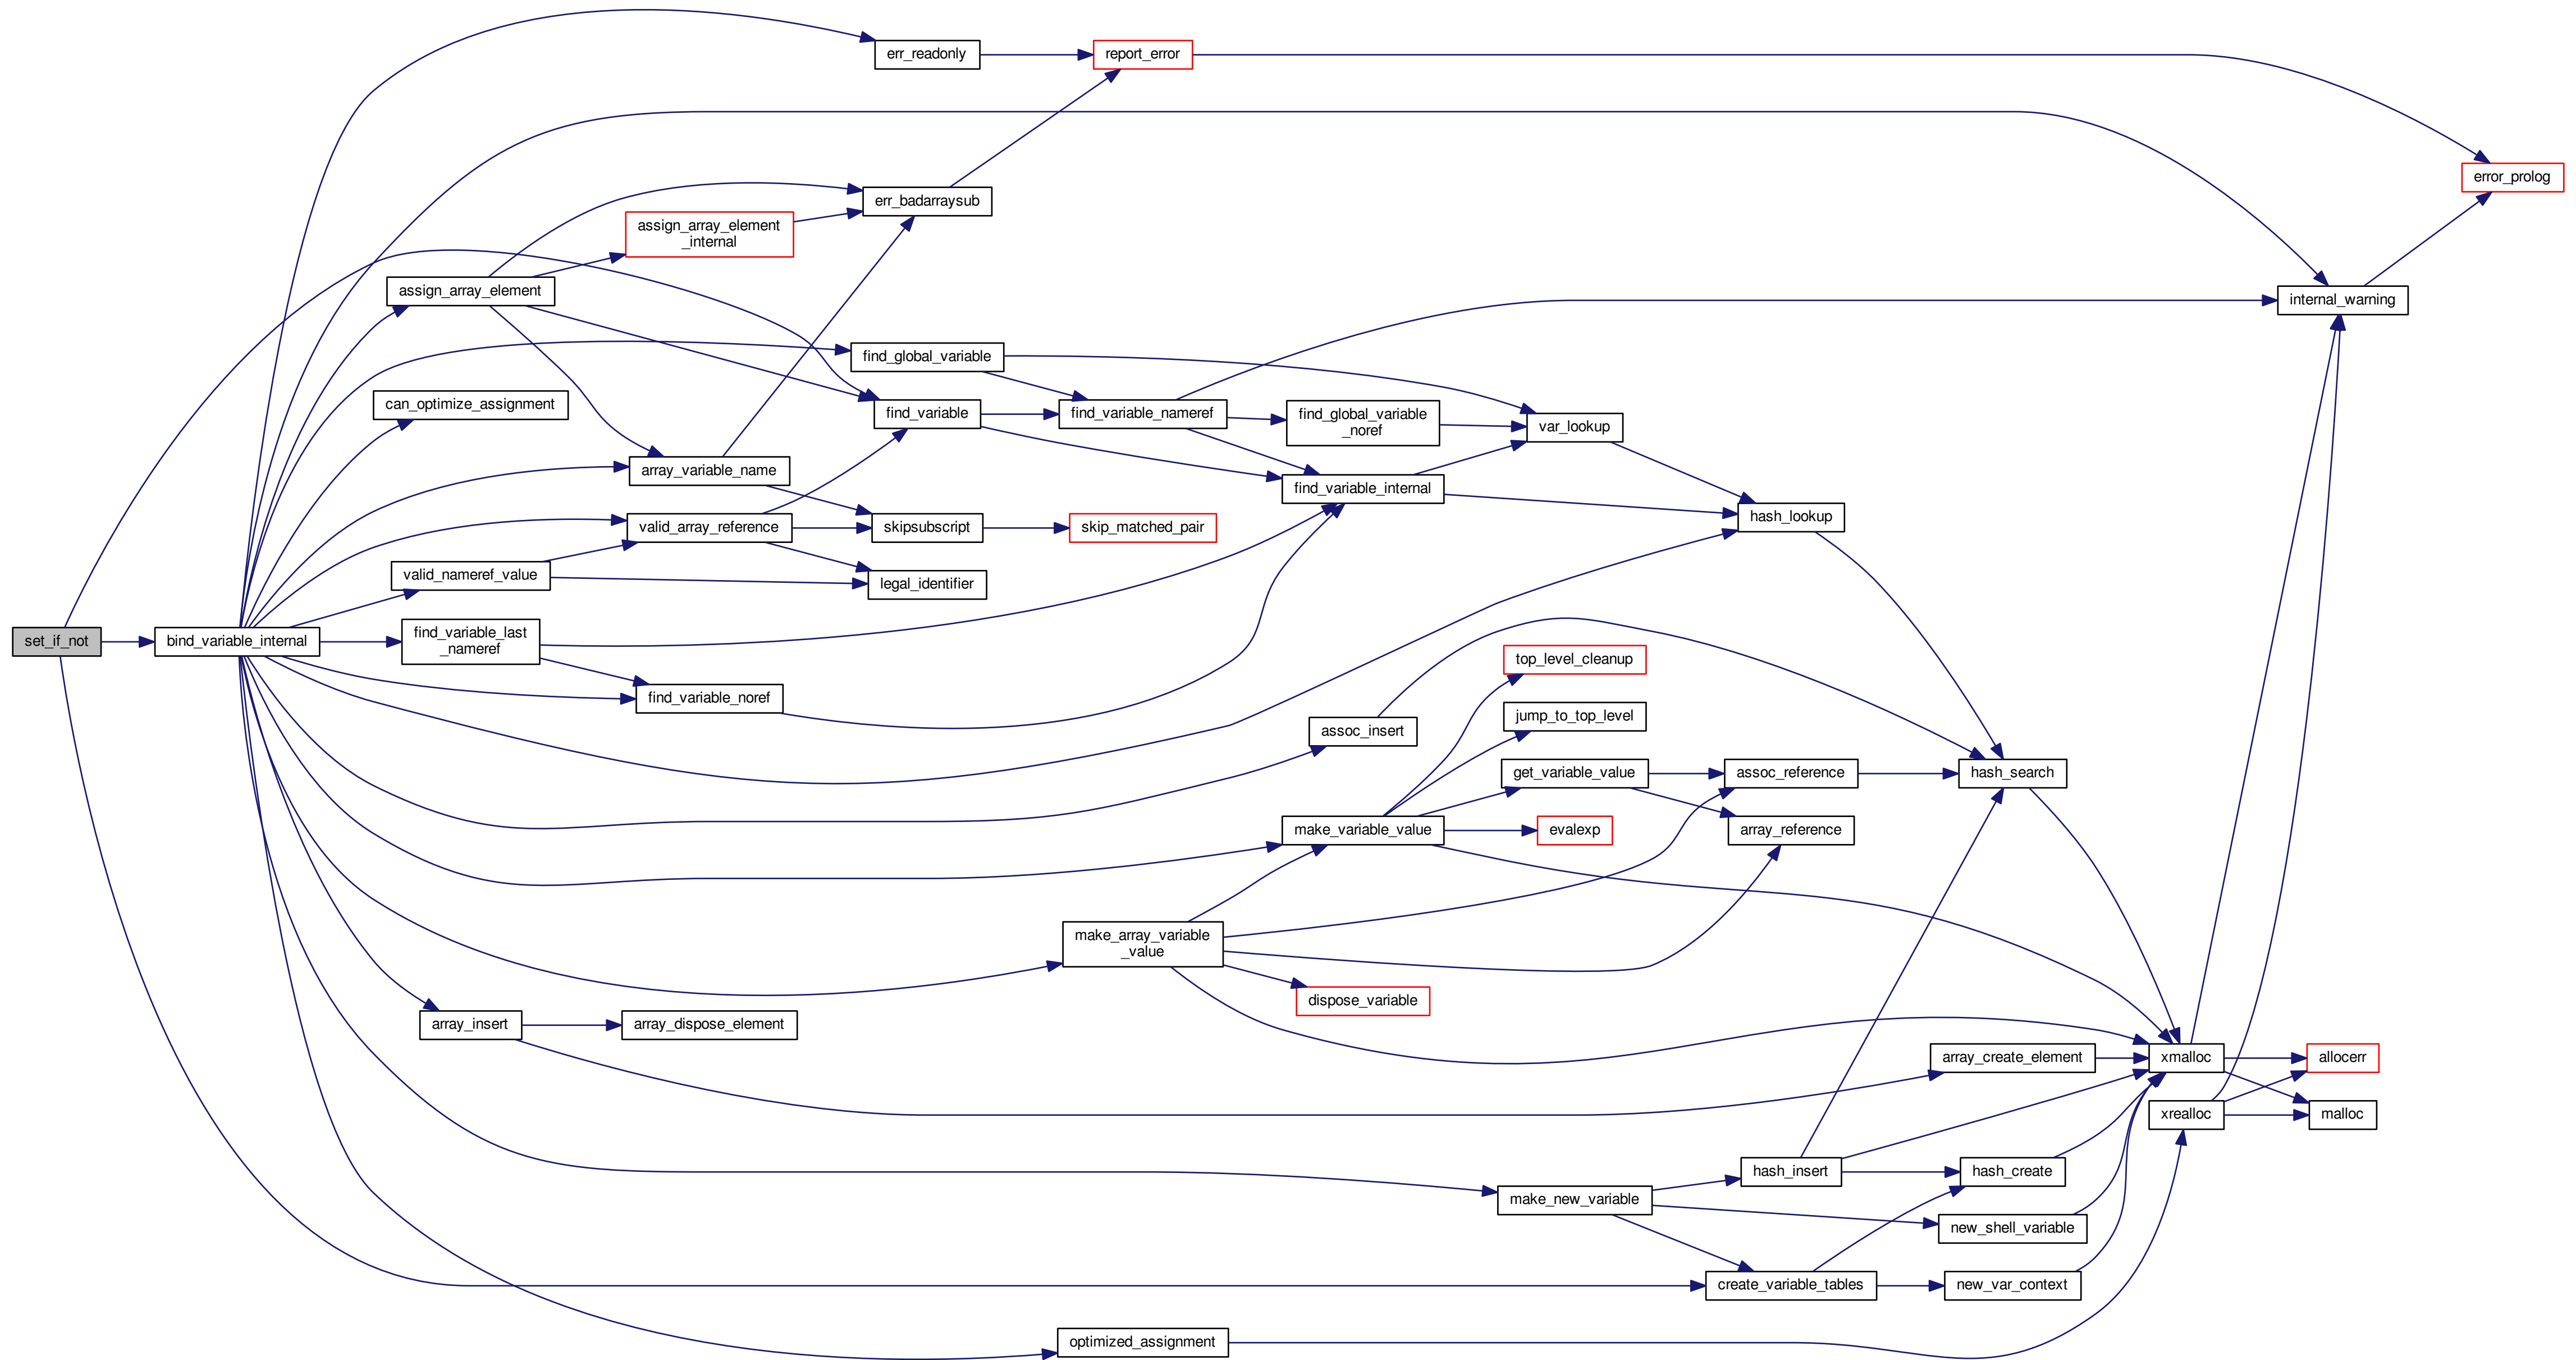 err_readonly
report_error
error_prolog
err_badarraysub
assign_array_element
_internal
assign_array_element
internal_warning
find_global_variable
can_optimize_assignment
find_variable
find_variable_nameref
find_global_variable
_noref
var_lookup
array_variable_name
find_variable_internal
valid_array_reference
skipsubscript
skip_matched_pair
hash_lookup
valid_nameref_value
legal_identifier
set_if_not
bind_variable_internal
find_variable_last
_nameref
top_level_cleanup
find_variable_noref
jump_to_top_level
assoc_insert
get_variable_value
assoc_reference
hash_search
make_variable_value
evalexp
array_reference
make_array_variable
_value
dispose_variable
array_insert
array_dispose_element
array_create_element
xmalloc
allocerr
xrealloc
malloc
hash_insert
hash_create
make_new_variable
new_shell_variable
create_variable_tables
new_var_context
optimized_assignment